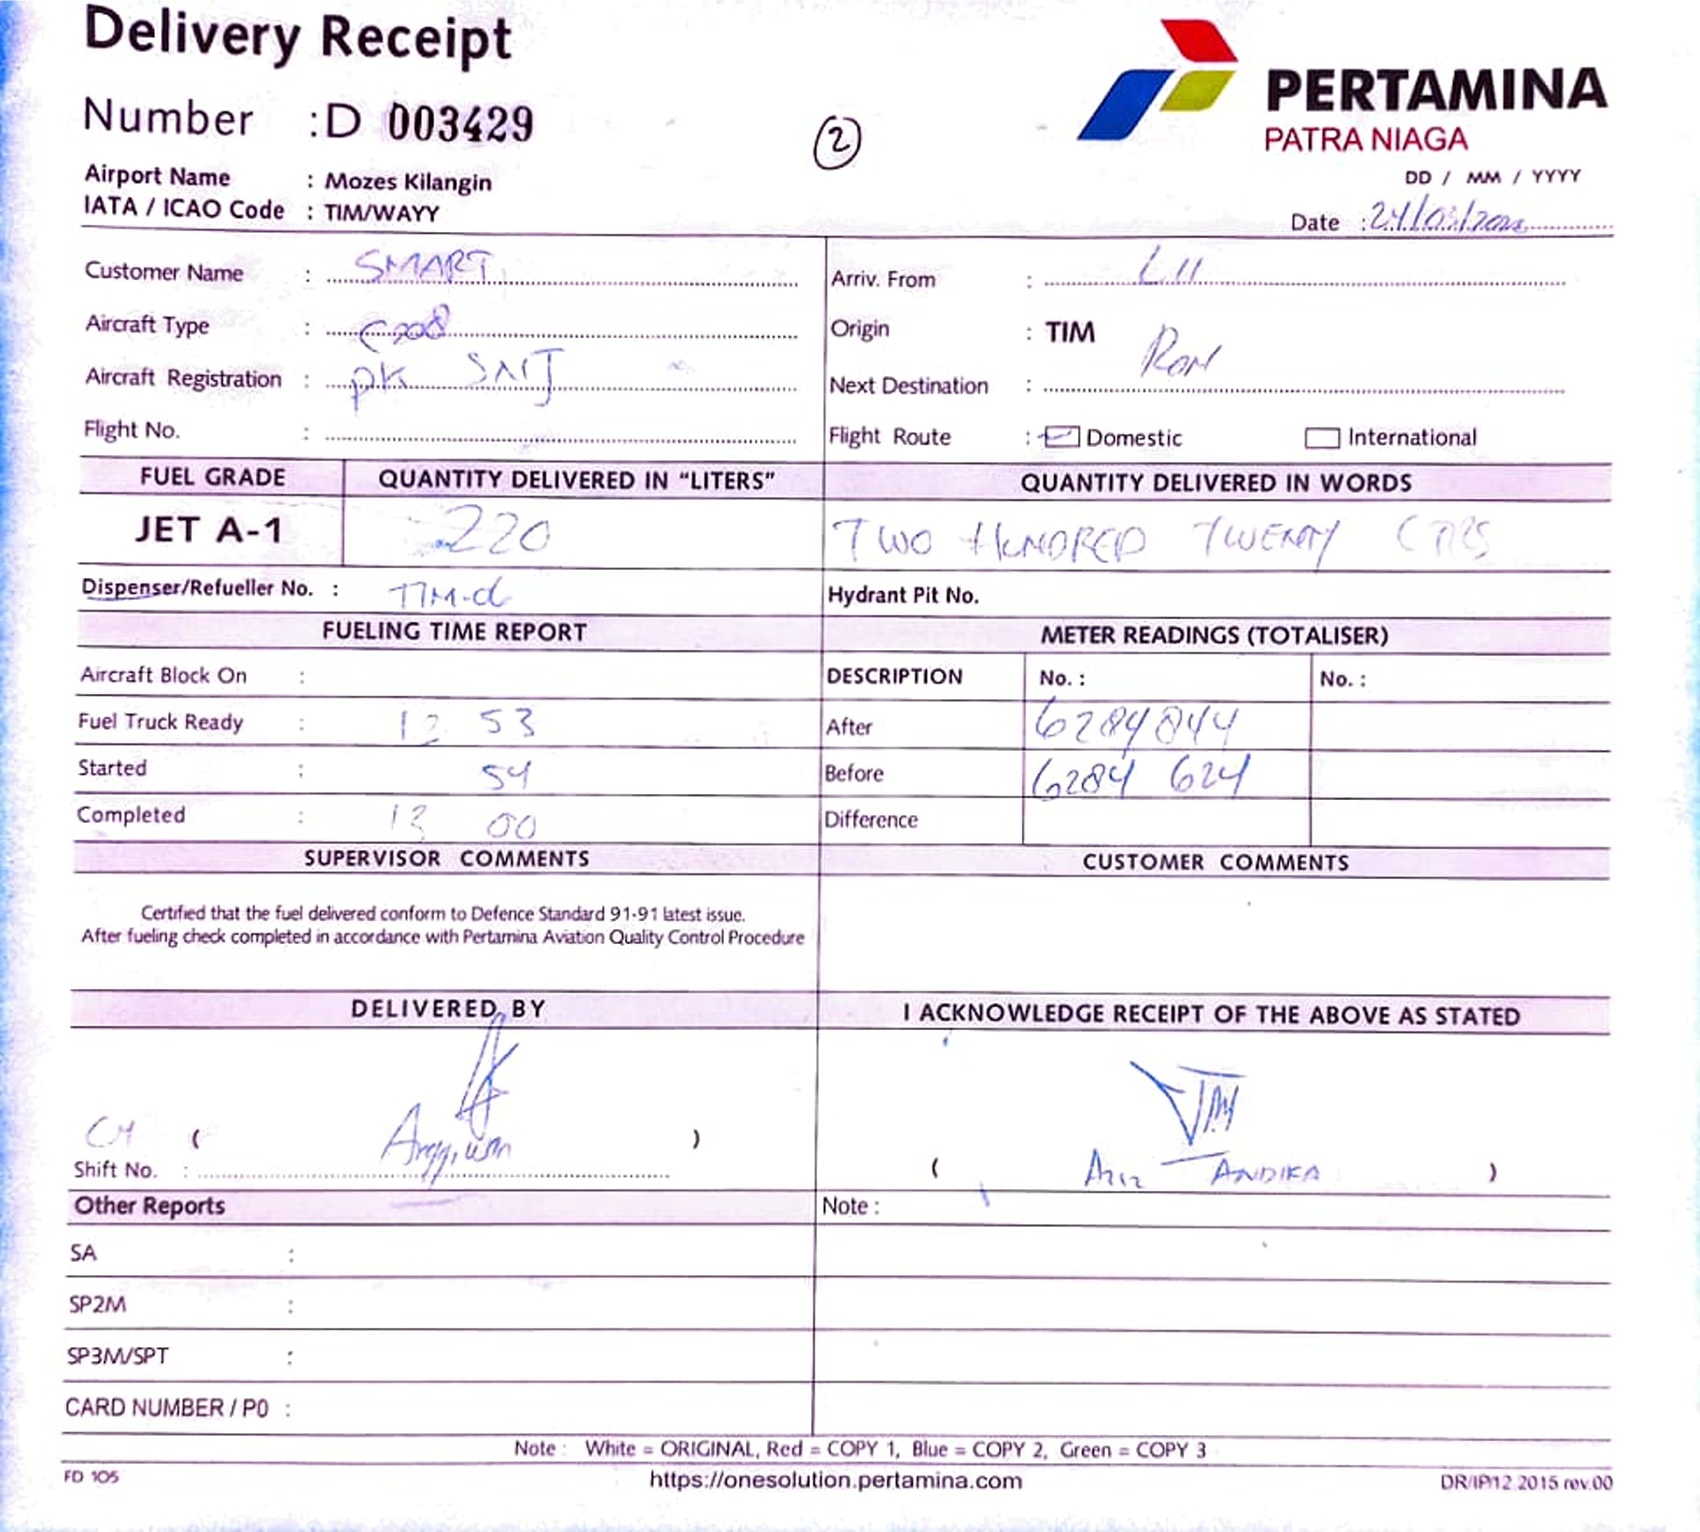 Delivery Receipt
Number :D 003429
2
PERTAMINA
PATRA NIAGA
Airport Name : Mozes Kilangin
IATA / ICAO Code : TIM/WAYY
DD / MM / YYYY
Date :
Customer Name : SMART
Arriv. From :
Aircraft Type : C208
Origin : TIM
Aircraft Registration : PK
Next Destination :
Flight No. :
Flight Route : Domestic International
FUEL GRADE QUANTITY DELIVERED IN "LITERS" QUANTITY DELIVERED IN WORDS
JET A-1 220 TWO HUNDRED TWENTY
Dispenser/Refueller No. :
Hydrant Pit No.
FUELING TIME REPORT METER READINGS (TOTALISER)
Aircraft Block On :
DESCRIPTION No. : No. :
Fuel Truck Ready : 12 53
After 6284844
Started : 54
Before 6284 624
Completed : 13 00
Difference
SUPERVISOR COMMENTS CUSTOMER COMMENTS
Certified that the fuel delivered conform to Defence Standard 91-91 latest issue.
After fueling check completed in accordance with Pertamina Aviation Quality Control Procedure
DELIVERED BY I ACKNOWLEDGE RECEIPT OF THE ABOVE AS STATED
( )
Shift No. :
( Aziz ANDIKA )
Other Reports Note :
SA :
SP2M :
SP3M/SPT :
CARD NUMBER / P0 :
Note : White = ORIGINAL, Red = COPY 1, Blue = COPY 2, Green = COPY 3
FD 105 https://onesolution.pertamina.com DR/IP/12.2015 rev.00